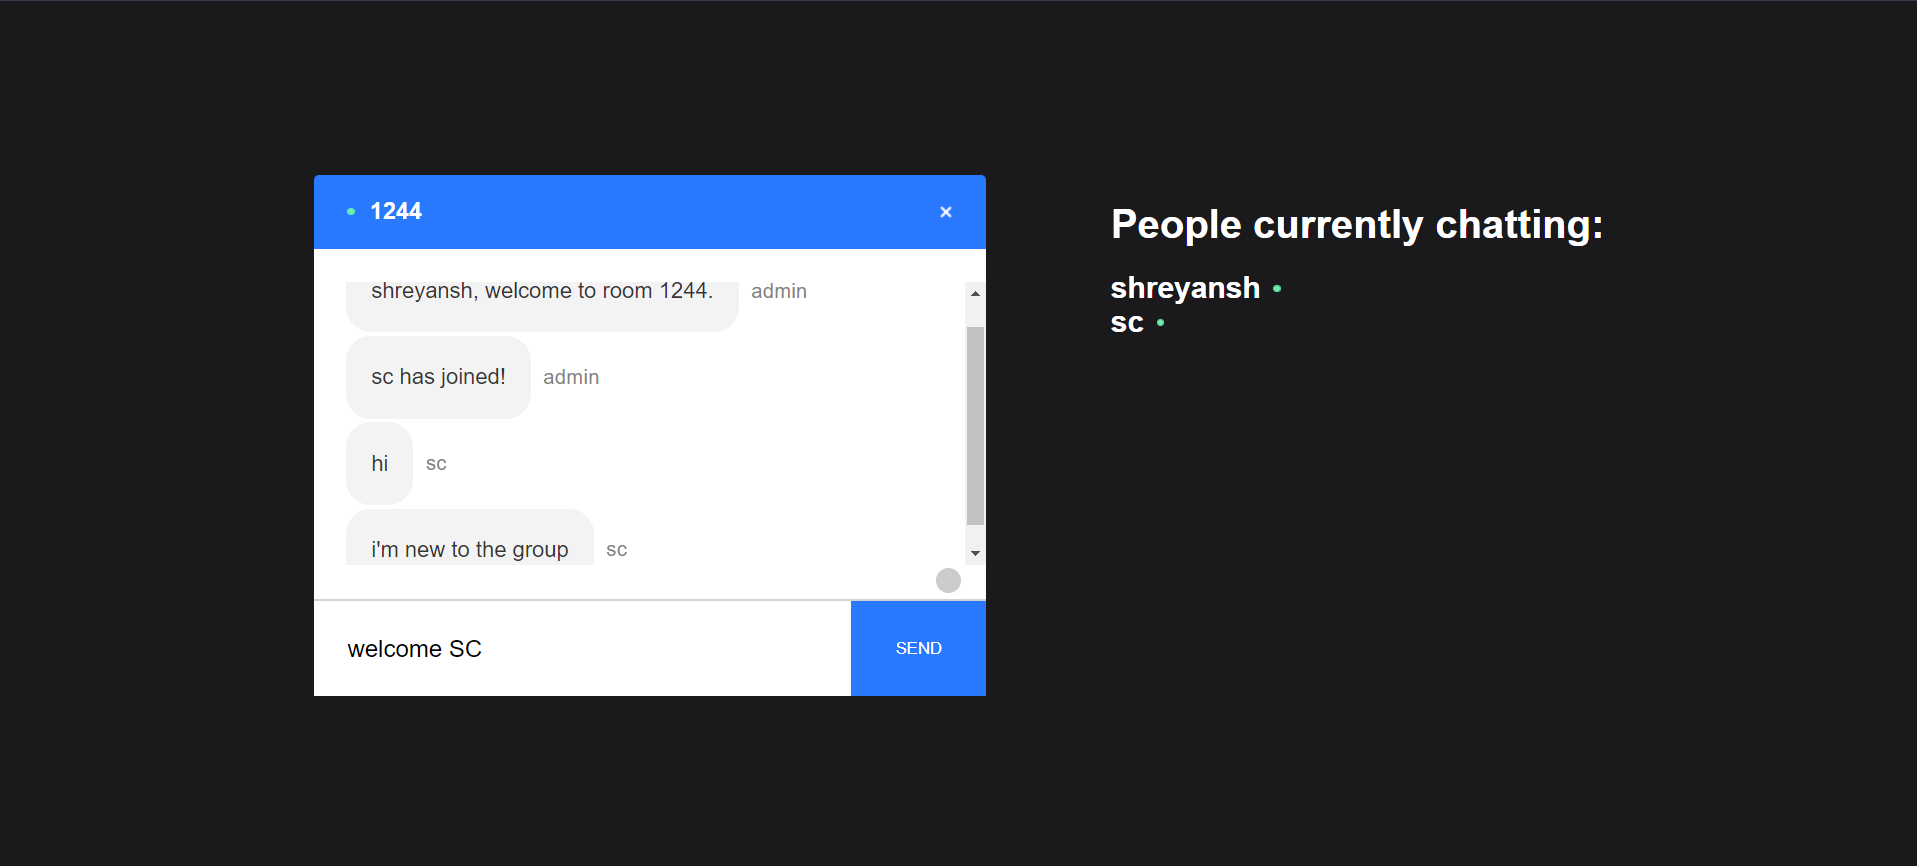 1244
shreyansh, welcome to room 1244. admin
sc has joined! admin
hi sc
i'm new to the group sc
welcome SC
SEND
People currently chatting:
shreyansh
sc